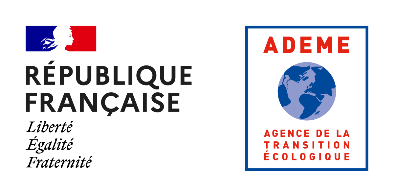 RÉPUBLIQUE
FRANÇAISE
Liberté
Égalité
Fraternité
ADEME
AGENCE DE LA
TRANSITION
ÉCOLOGIQUE